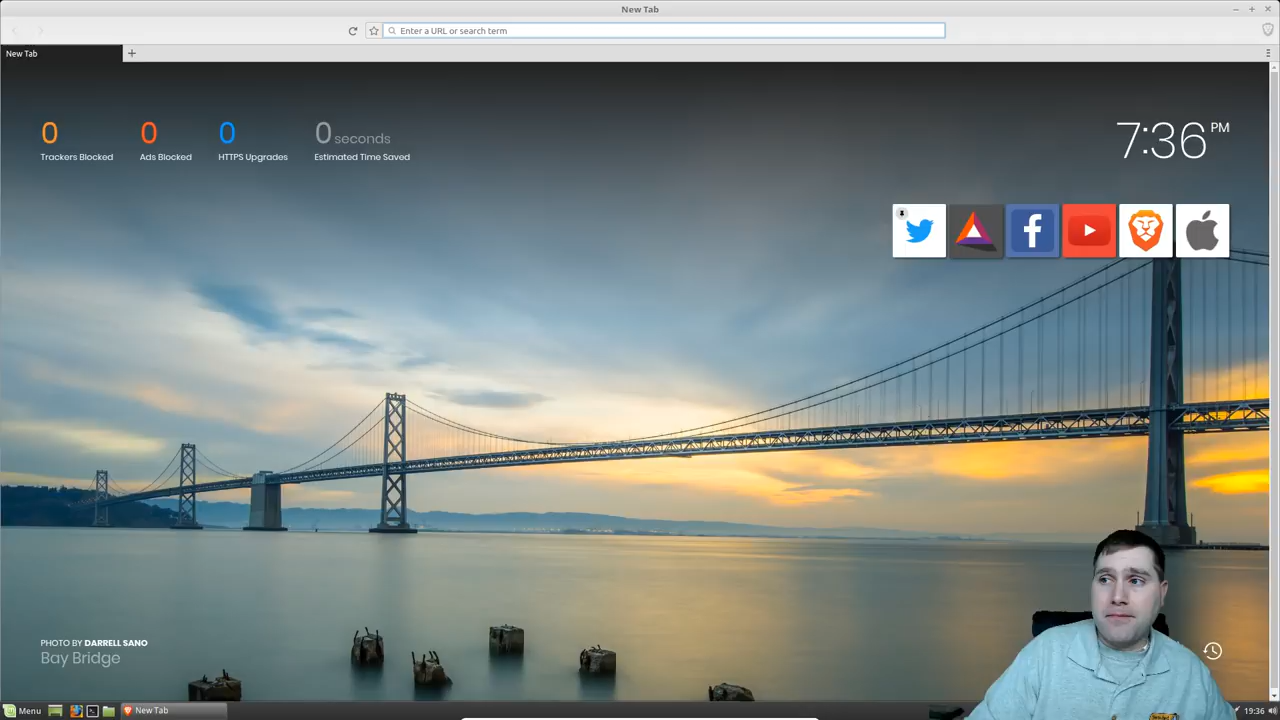 New Tab
Enter a URL or search term
New Tab
0
Trackers Blocked
0
Ads Blocked
0
HTTPS Upgrades
0 seconds
Estimated Time Saved
7:36 PM
PHOTO BY DARRELL SANO
Bay Bridge
Menu
New Tab
19:36